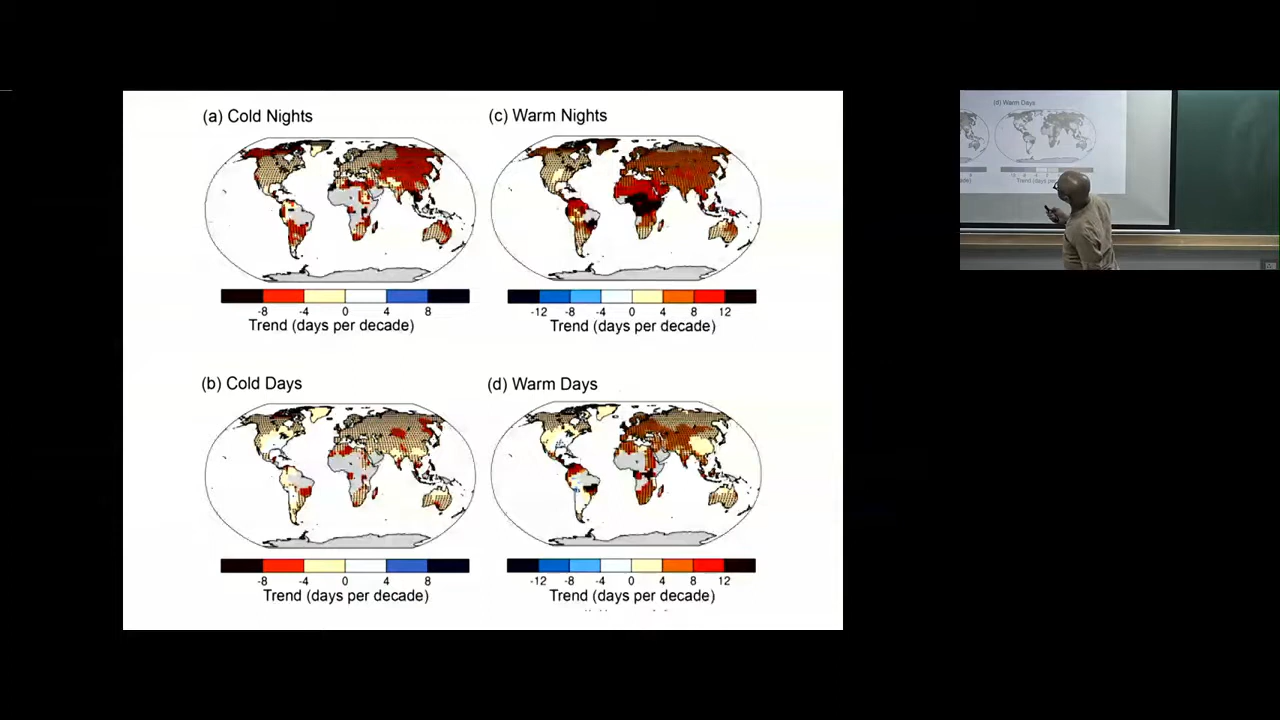 (a) Cold Nights
-8 -4 0 4 8
Trend (days per decade)
(c) Warm Nights
-12 -8 -4 0 4 8 12
Trend (days per decade)
(b) Cold Days
-8 -4 0 4 8
Trend (days per decade)
(d) Warm Days
-12 -8 -4 0 4 8 12
Trend (days per decade)
(d) Warm Days